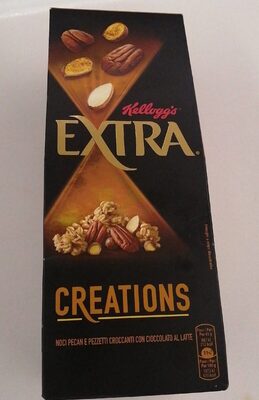 Kellogg's
EXTRA®
CREATIONS
NOCI PECAN E PEZZETTI CROCCANTI CON CIOCCOLATO AL LATTE